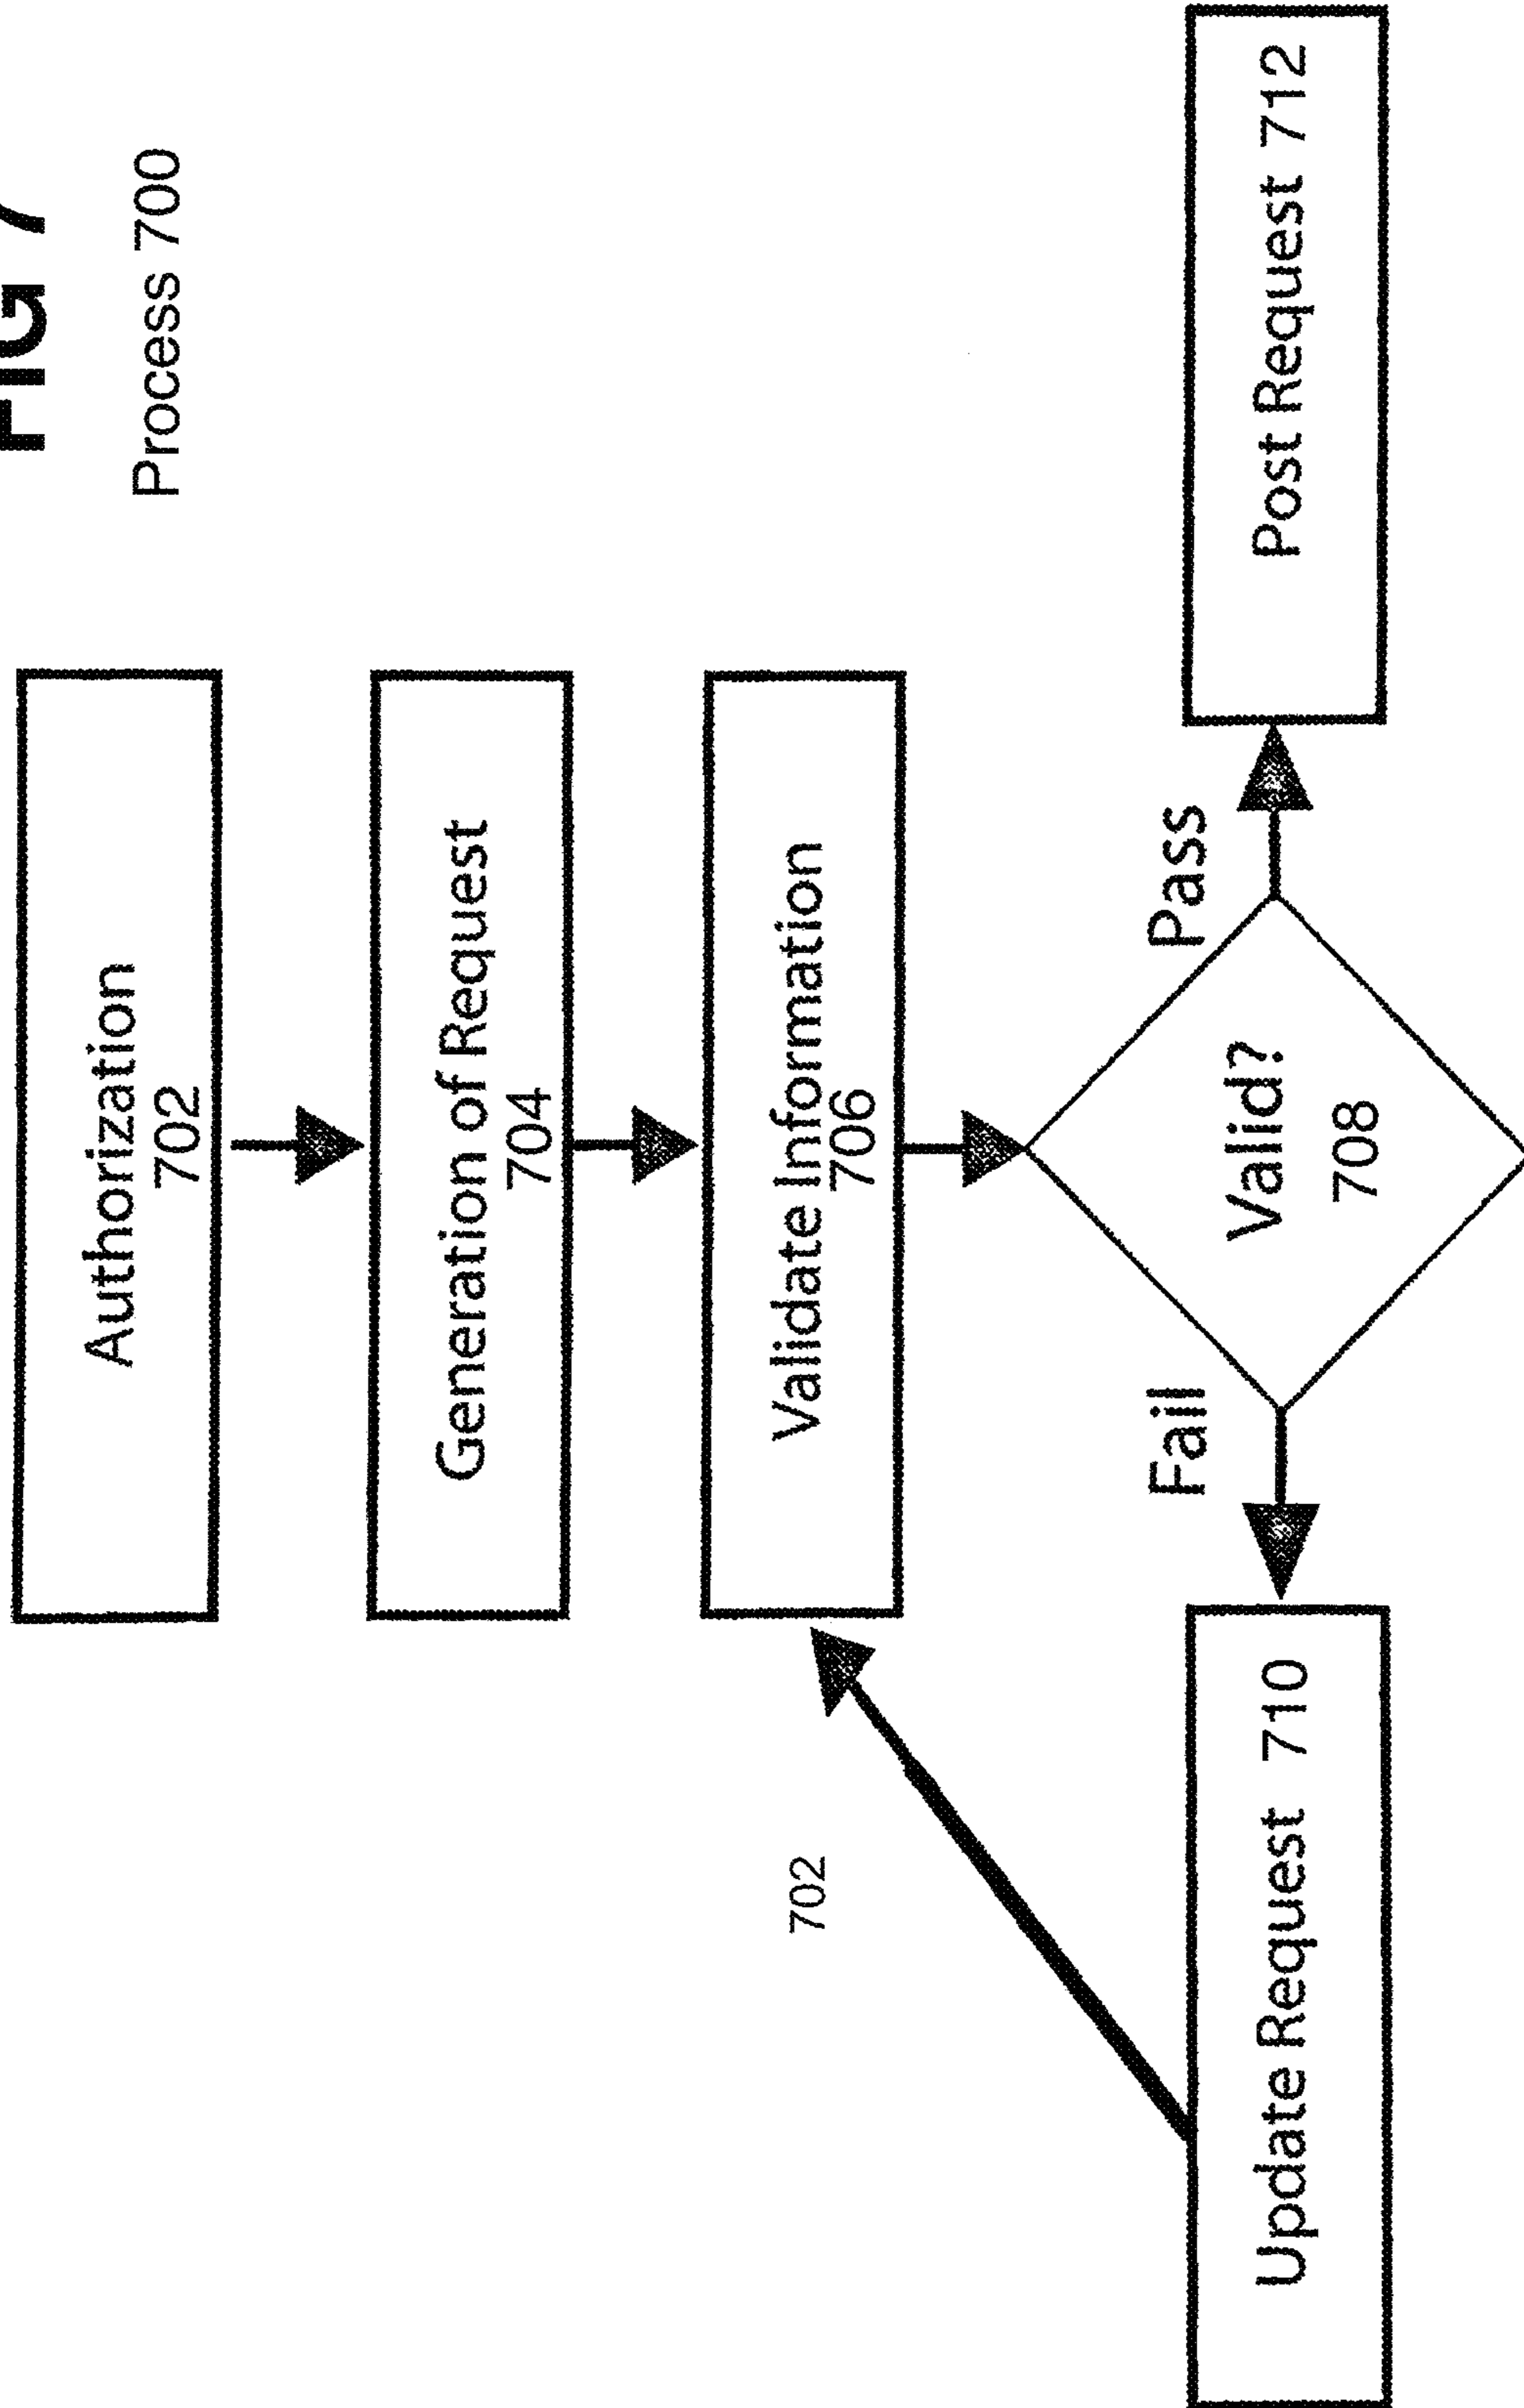 FIG 7
Process 700
Authorization
702
Generation of Request
704
Validate Information
706
Fail
Pass
Valid?
708
702
Update Request 710
Post Request 712